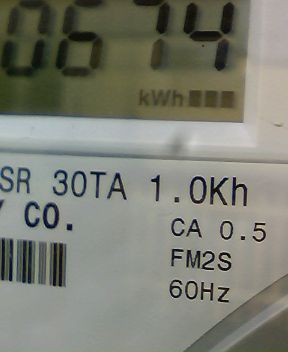 0674
kWh
SR 30TA 1.0Kh
Y CO.
CA 0.5
FM2S
60Hz